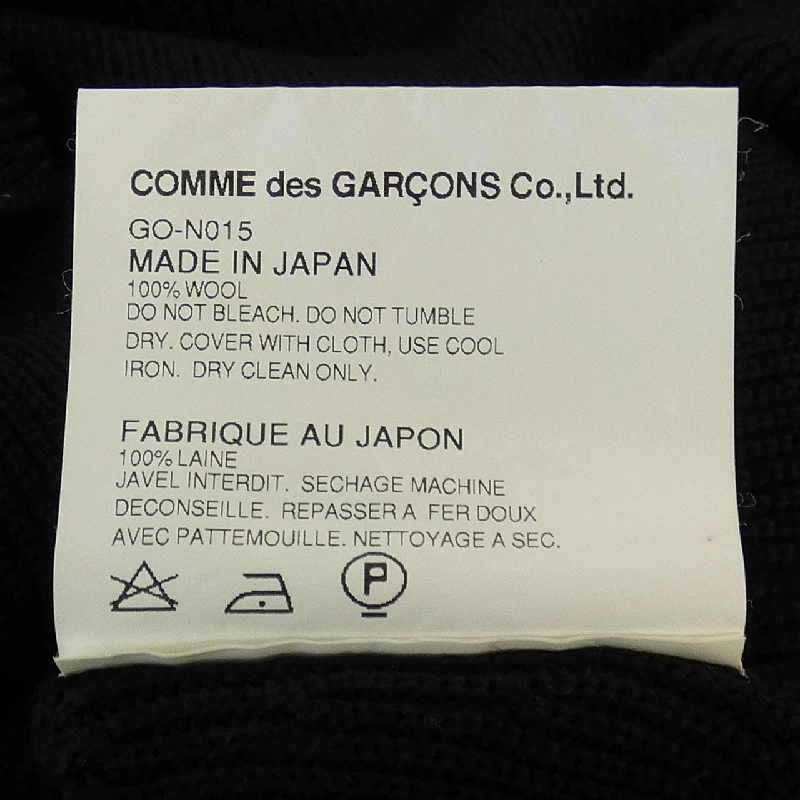 COMME des GARÇONS Co.,Ltd.
GO-N015
MADE IN JAPAN
100% WOOL
DO NOT BLEACH. DO NOT TUMBLE
DRY. COVER WITH CLOTH, USE COOL
IRON. DRY CLEAN ONLY.
FABRIQUE AU JAPON
100% LAINE
JAVEL INTERDIT. SECHAGE MACHINE
DECONSEILLE. REPASSER A FER DOUX
AVEC PATTEMOUILLE. NETTOYAGE A SEC.
P